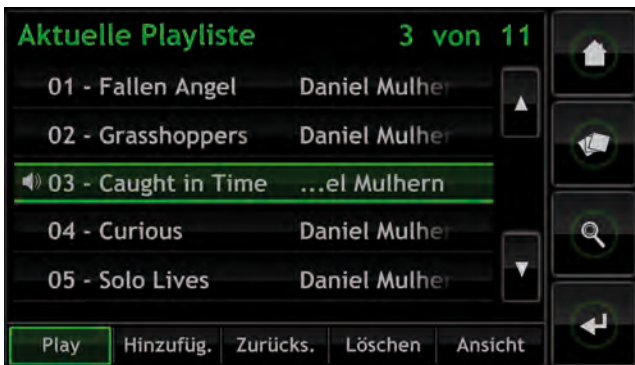 Aktuelle Playliste 3 von 11
01 - Fallen Angel Daniel Mulher
02 - Grasshoppers Daniel Mulher
03 - Caught in Time ...el Mulhern
04 - Curious Daniel Mulher
05 - Solo Lives Daniel Mulher
Play Hinzufüg. Zurücks. Löschen Ansicht